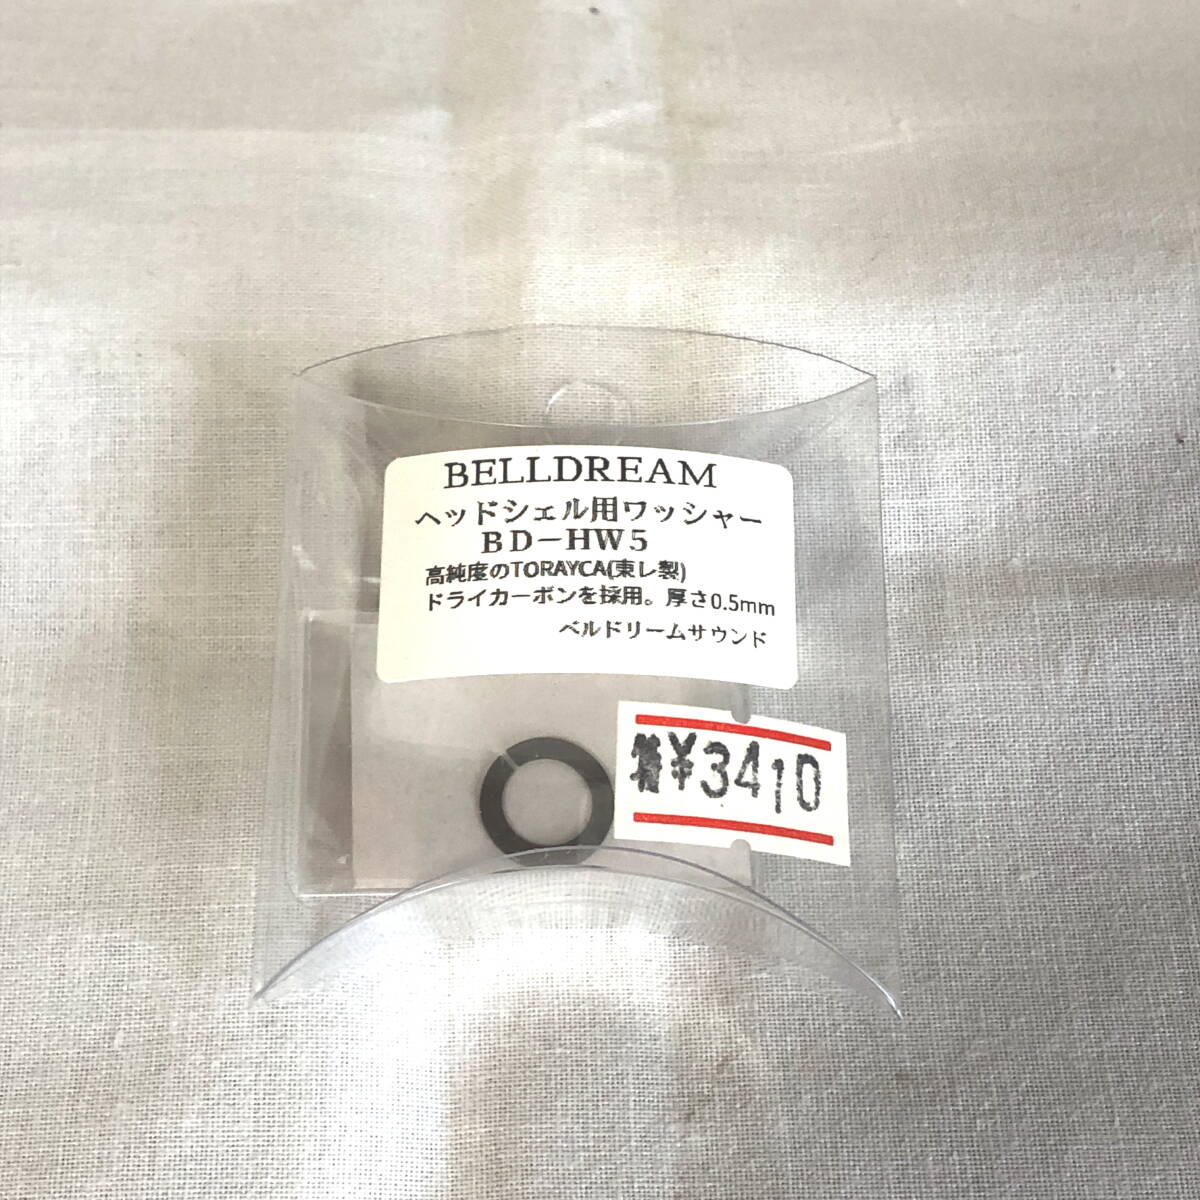 BELLDREAM
ヘッドシェル用ワッシャー
BD－HW5
高純度のTORAYCA(東レ製)
ドライカーボンを採用。厚さ0.5mm
ベルドリームサウンド
特¥3410